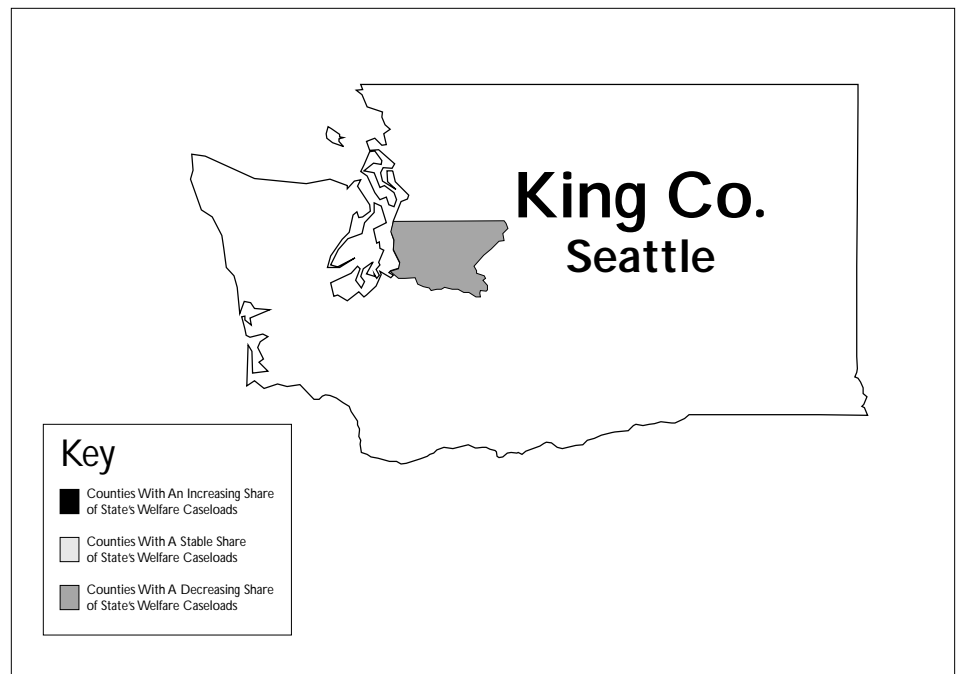 King Co.
Seattle
Key
Counties With An Increasing Share
of State's Welfare Caseloads
Counties With A Stable Share
of State's Welfare Caseloads
Counties With A Decreasing Share
of State's Welfare Caseloads